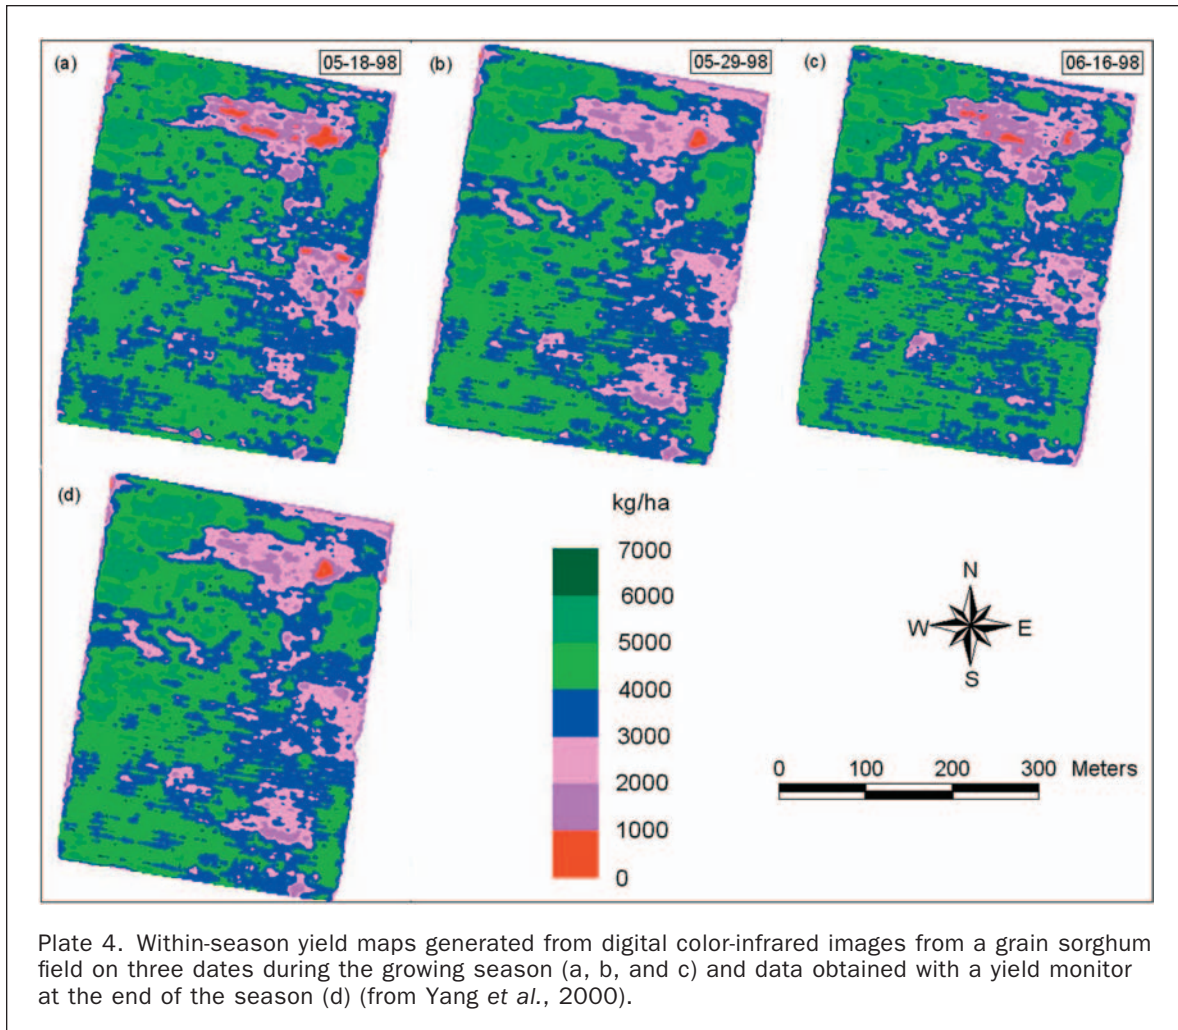 (a) 05-18-98 (b) 05-29-98 (c) 06-16-98
(d)
kg/ha
7000
6000
5000
4000
3000
2000
1000
0
N
W E
S
0 100 200 300 Meters
Plate 4. Within-season yield maps generated from digital color-infrared images from a grain sorghum
field on three dates during the growing season (a, b, and c) and data obtained with a yield monitor
at the end of the season (d) (from Yang et al., 2000).